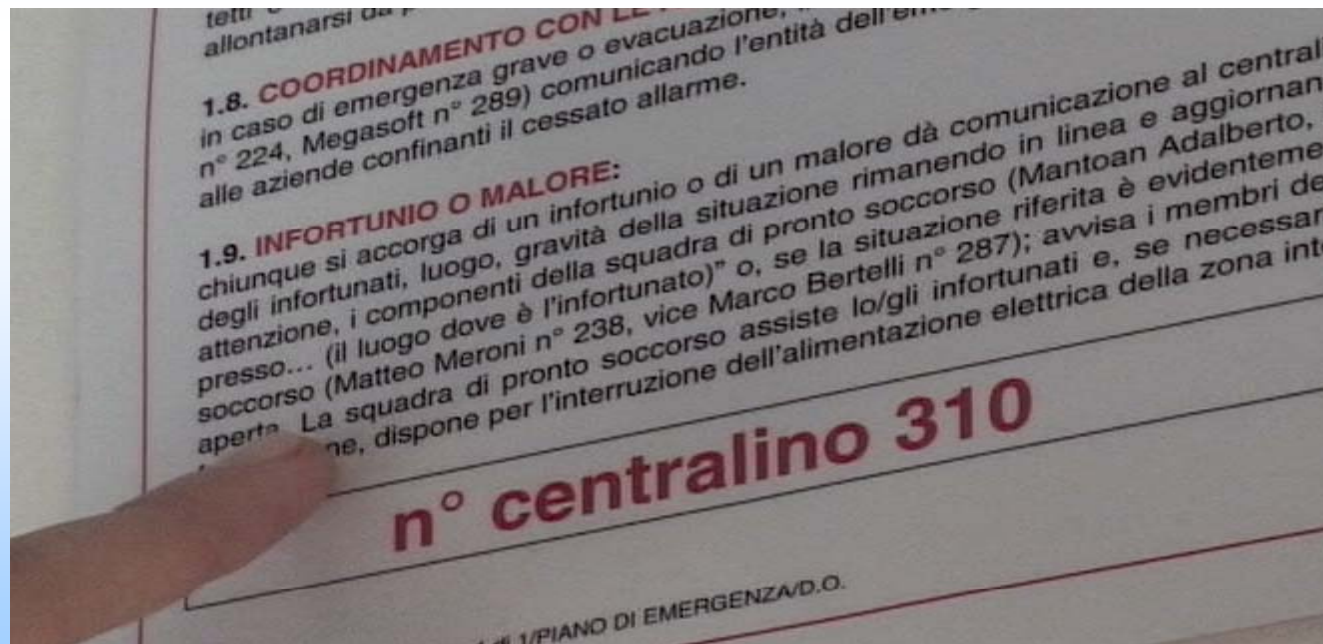 allontanarsi da
1.8. COORDINAMENTO CON LE
in caso di emergenza grave o evacuazione,
n° 224, Megasoft n° 289) comunicando l'entità dell'em
alle aziende confinanti il cessato allarme.
1.9. INFORTUNIO O MALORE:
chiunque si accorga di un infortunio o di un malore dà comunicazione al centrali
degli infortunati, luogo, gravità della situazione rimanendo in linea e aggiornan
attenzione, i componenti della squadra di pronto soccorso (Mantoan Adalberto,
presso... (il luogo dove è l'infortunato)" o, se la situazione riferita è evidenteme
soccorso (Matteo Meroni n° 238, vice Marco Bertelli n° 287); avvisa i membri de
aperta. La squadra di pronto soccorso assiste lo/gli infortunati e, se necessar
ne, dispone per l'interruzione dell'alimentazione elettrica della zona int
n° centralino 310
di 1/PIANO DI EMERGENZA/D.O.